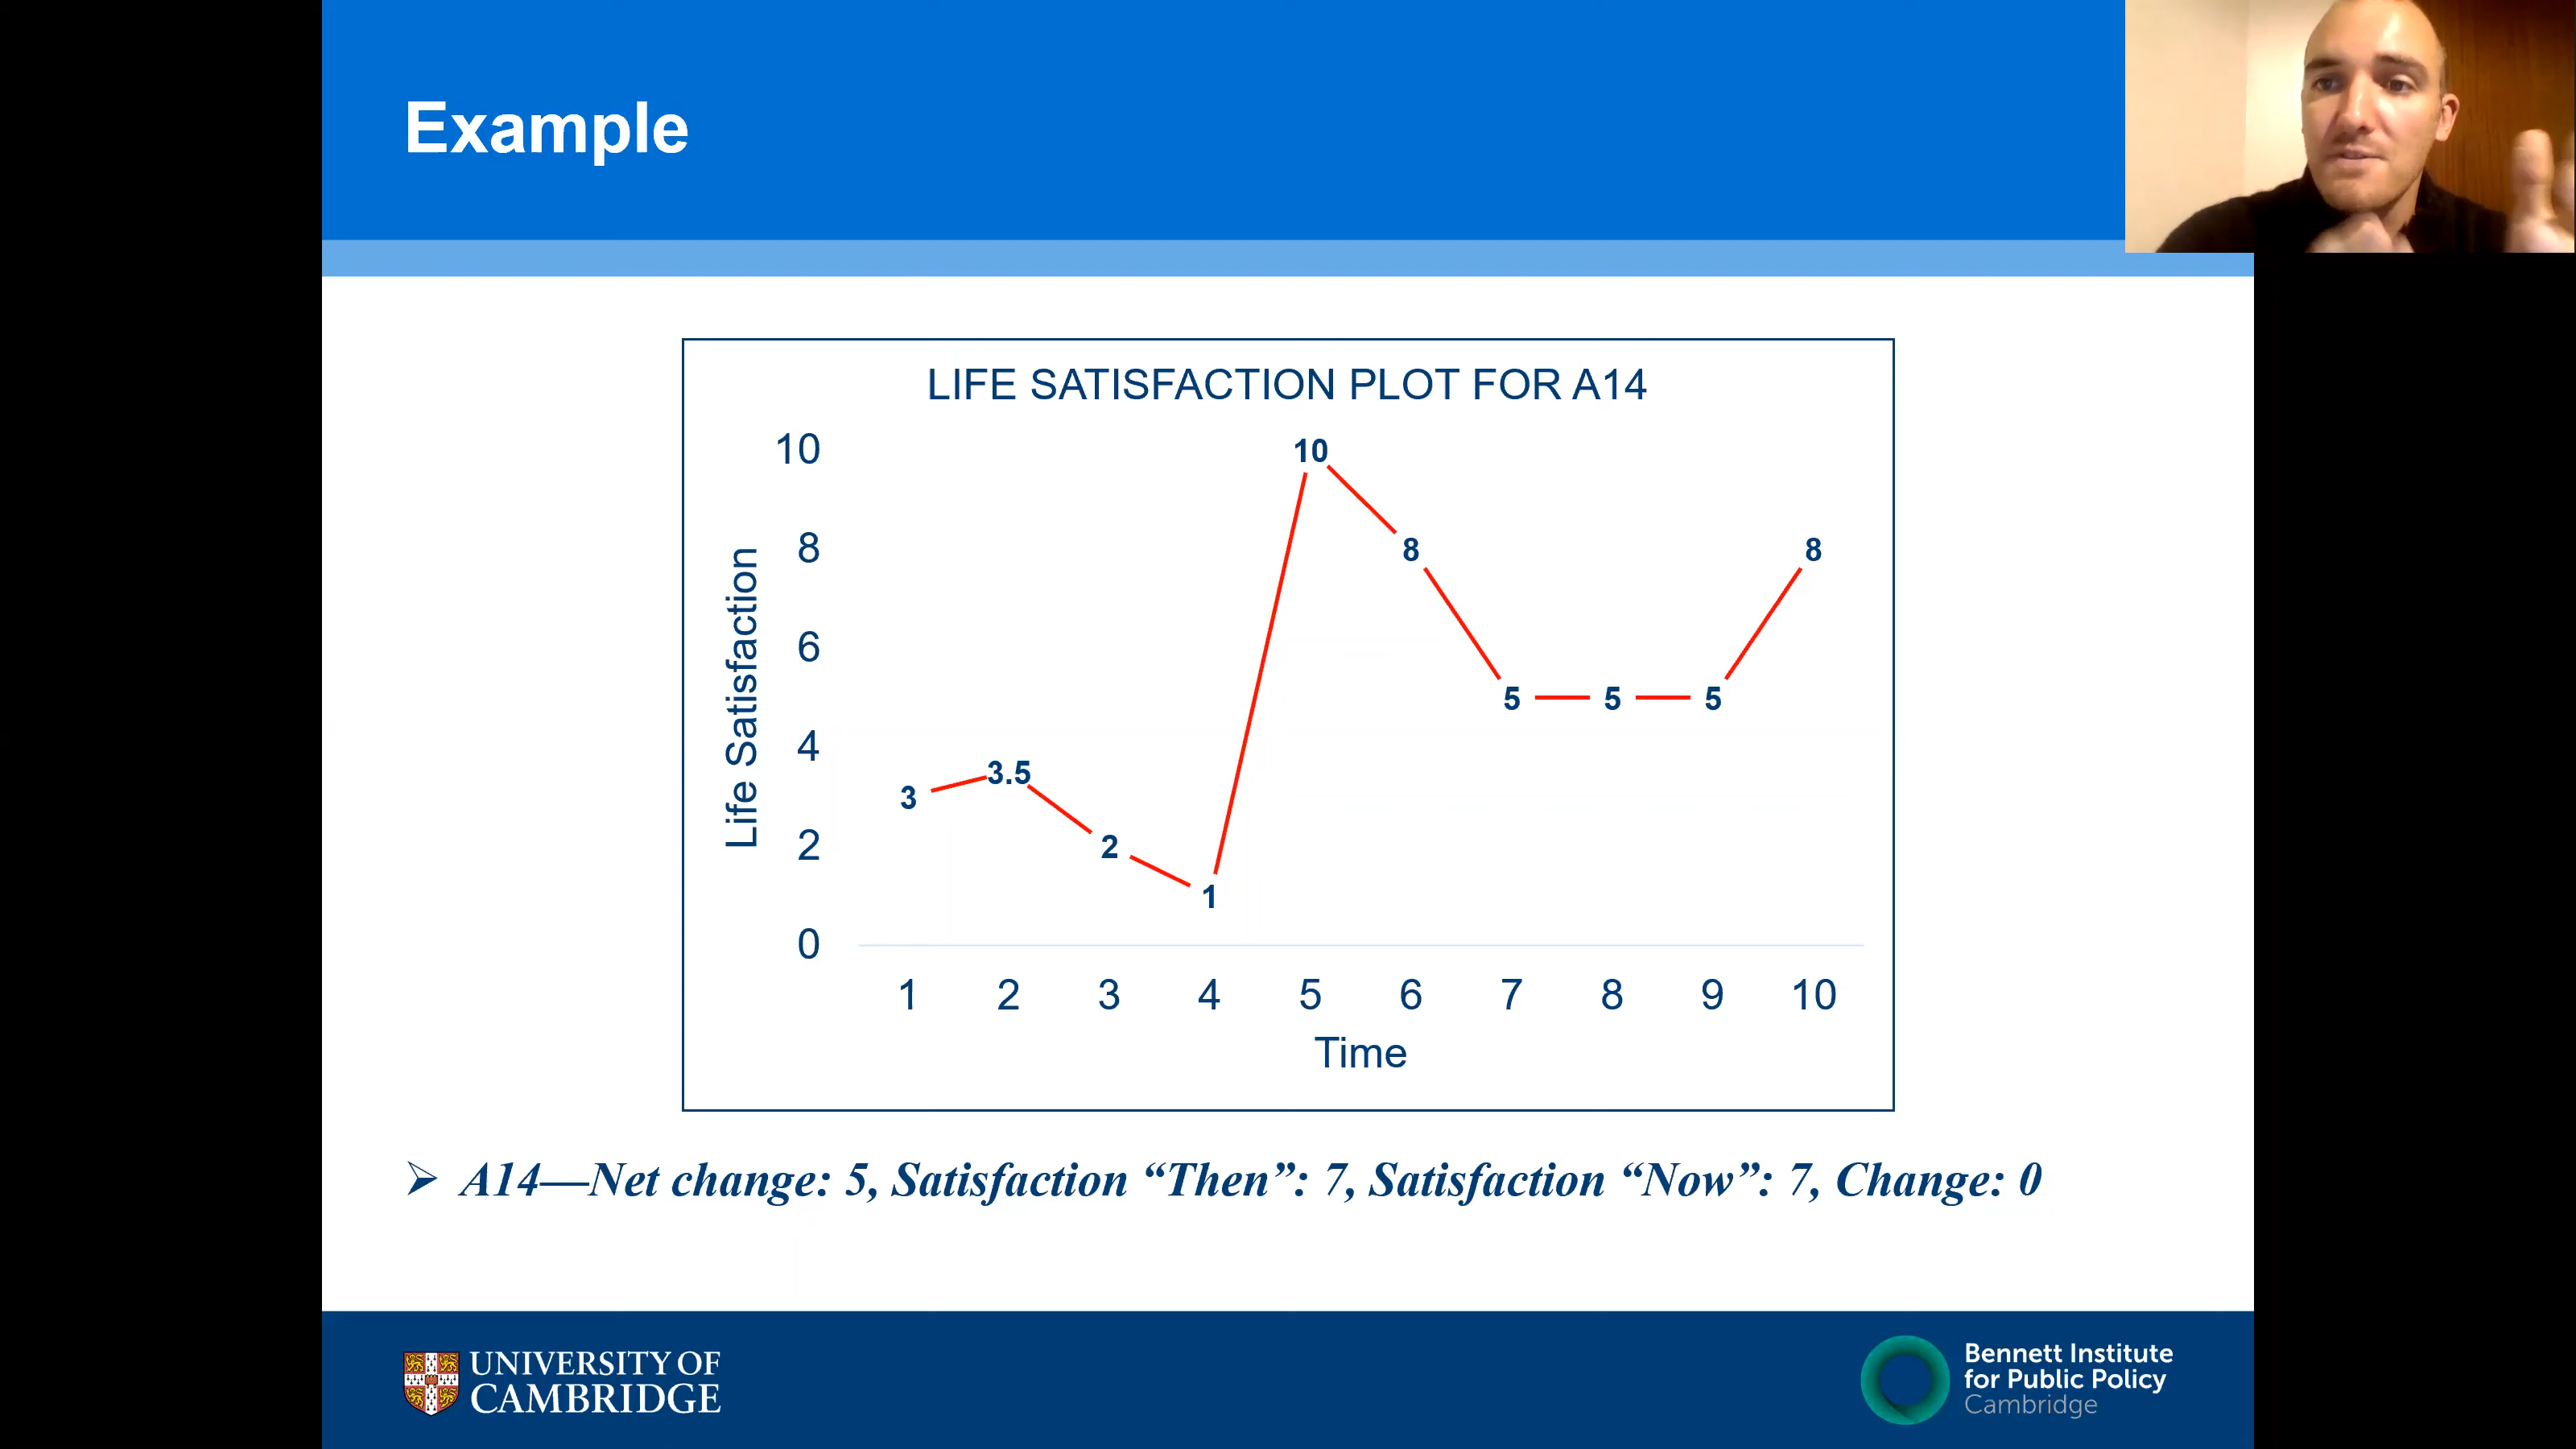 Example
LIFE SATISFACTION PLOT FOR A14
10
8
6
4
2
0
Life Satisfaction
3
3.5
2
1
10
8
5
5
5
8
1 2 3 4 5 6 7 8 9 10
Time
➢ A14—Net change: 5, Satisfaction “Then”: 7, Satisfaction “Now”: 7, Change: 0
UNIVERSITY OF
CAMBRIDGE
Bennett Institute
for Public Policy
Cambridge